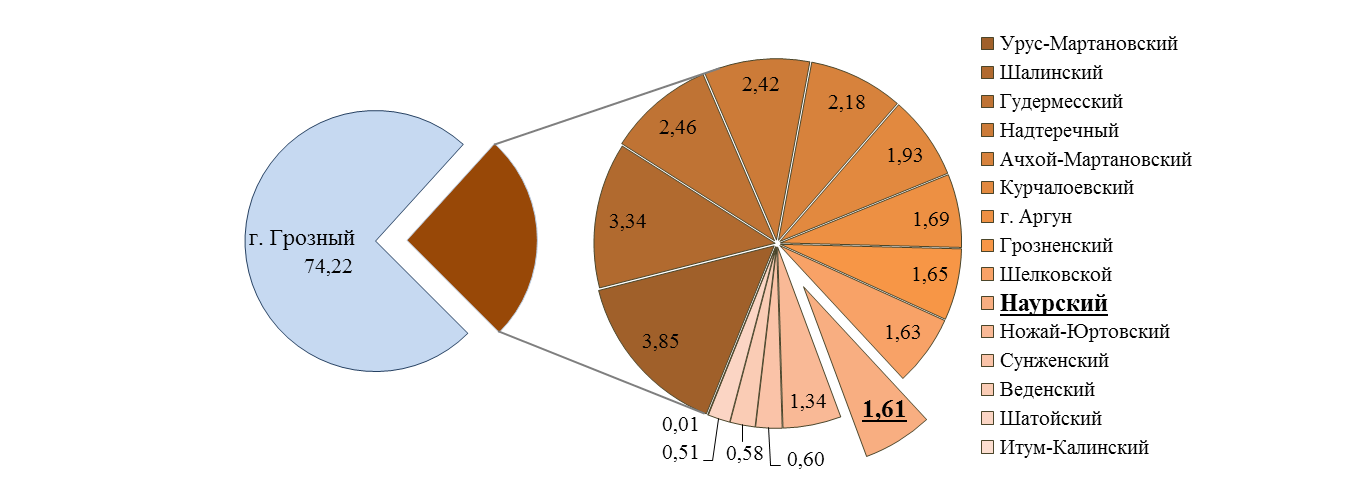 г. Грозный
74,22
2,42
2,18
2,46
1,93
3,34
1,69
1,65
3,85
1,63
1,34
1,61
0,01
0,51
0,58
0,60
Урус-Мартановский
Шалинский
Гудермесский
Надтеречный
Ачхой-Мартановский
Курчалоевский
г. Аргун
Грозненский
Шелковской
Наурский
Ножай-Юртовский
Сунженский
Веденский
Шатойский
Итум-Калинский